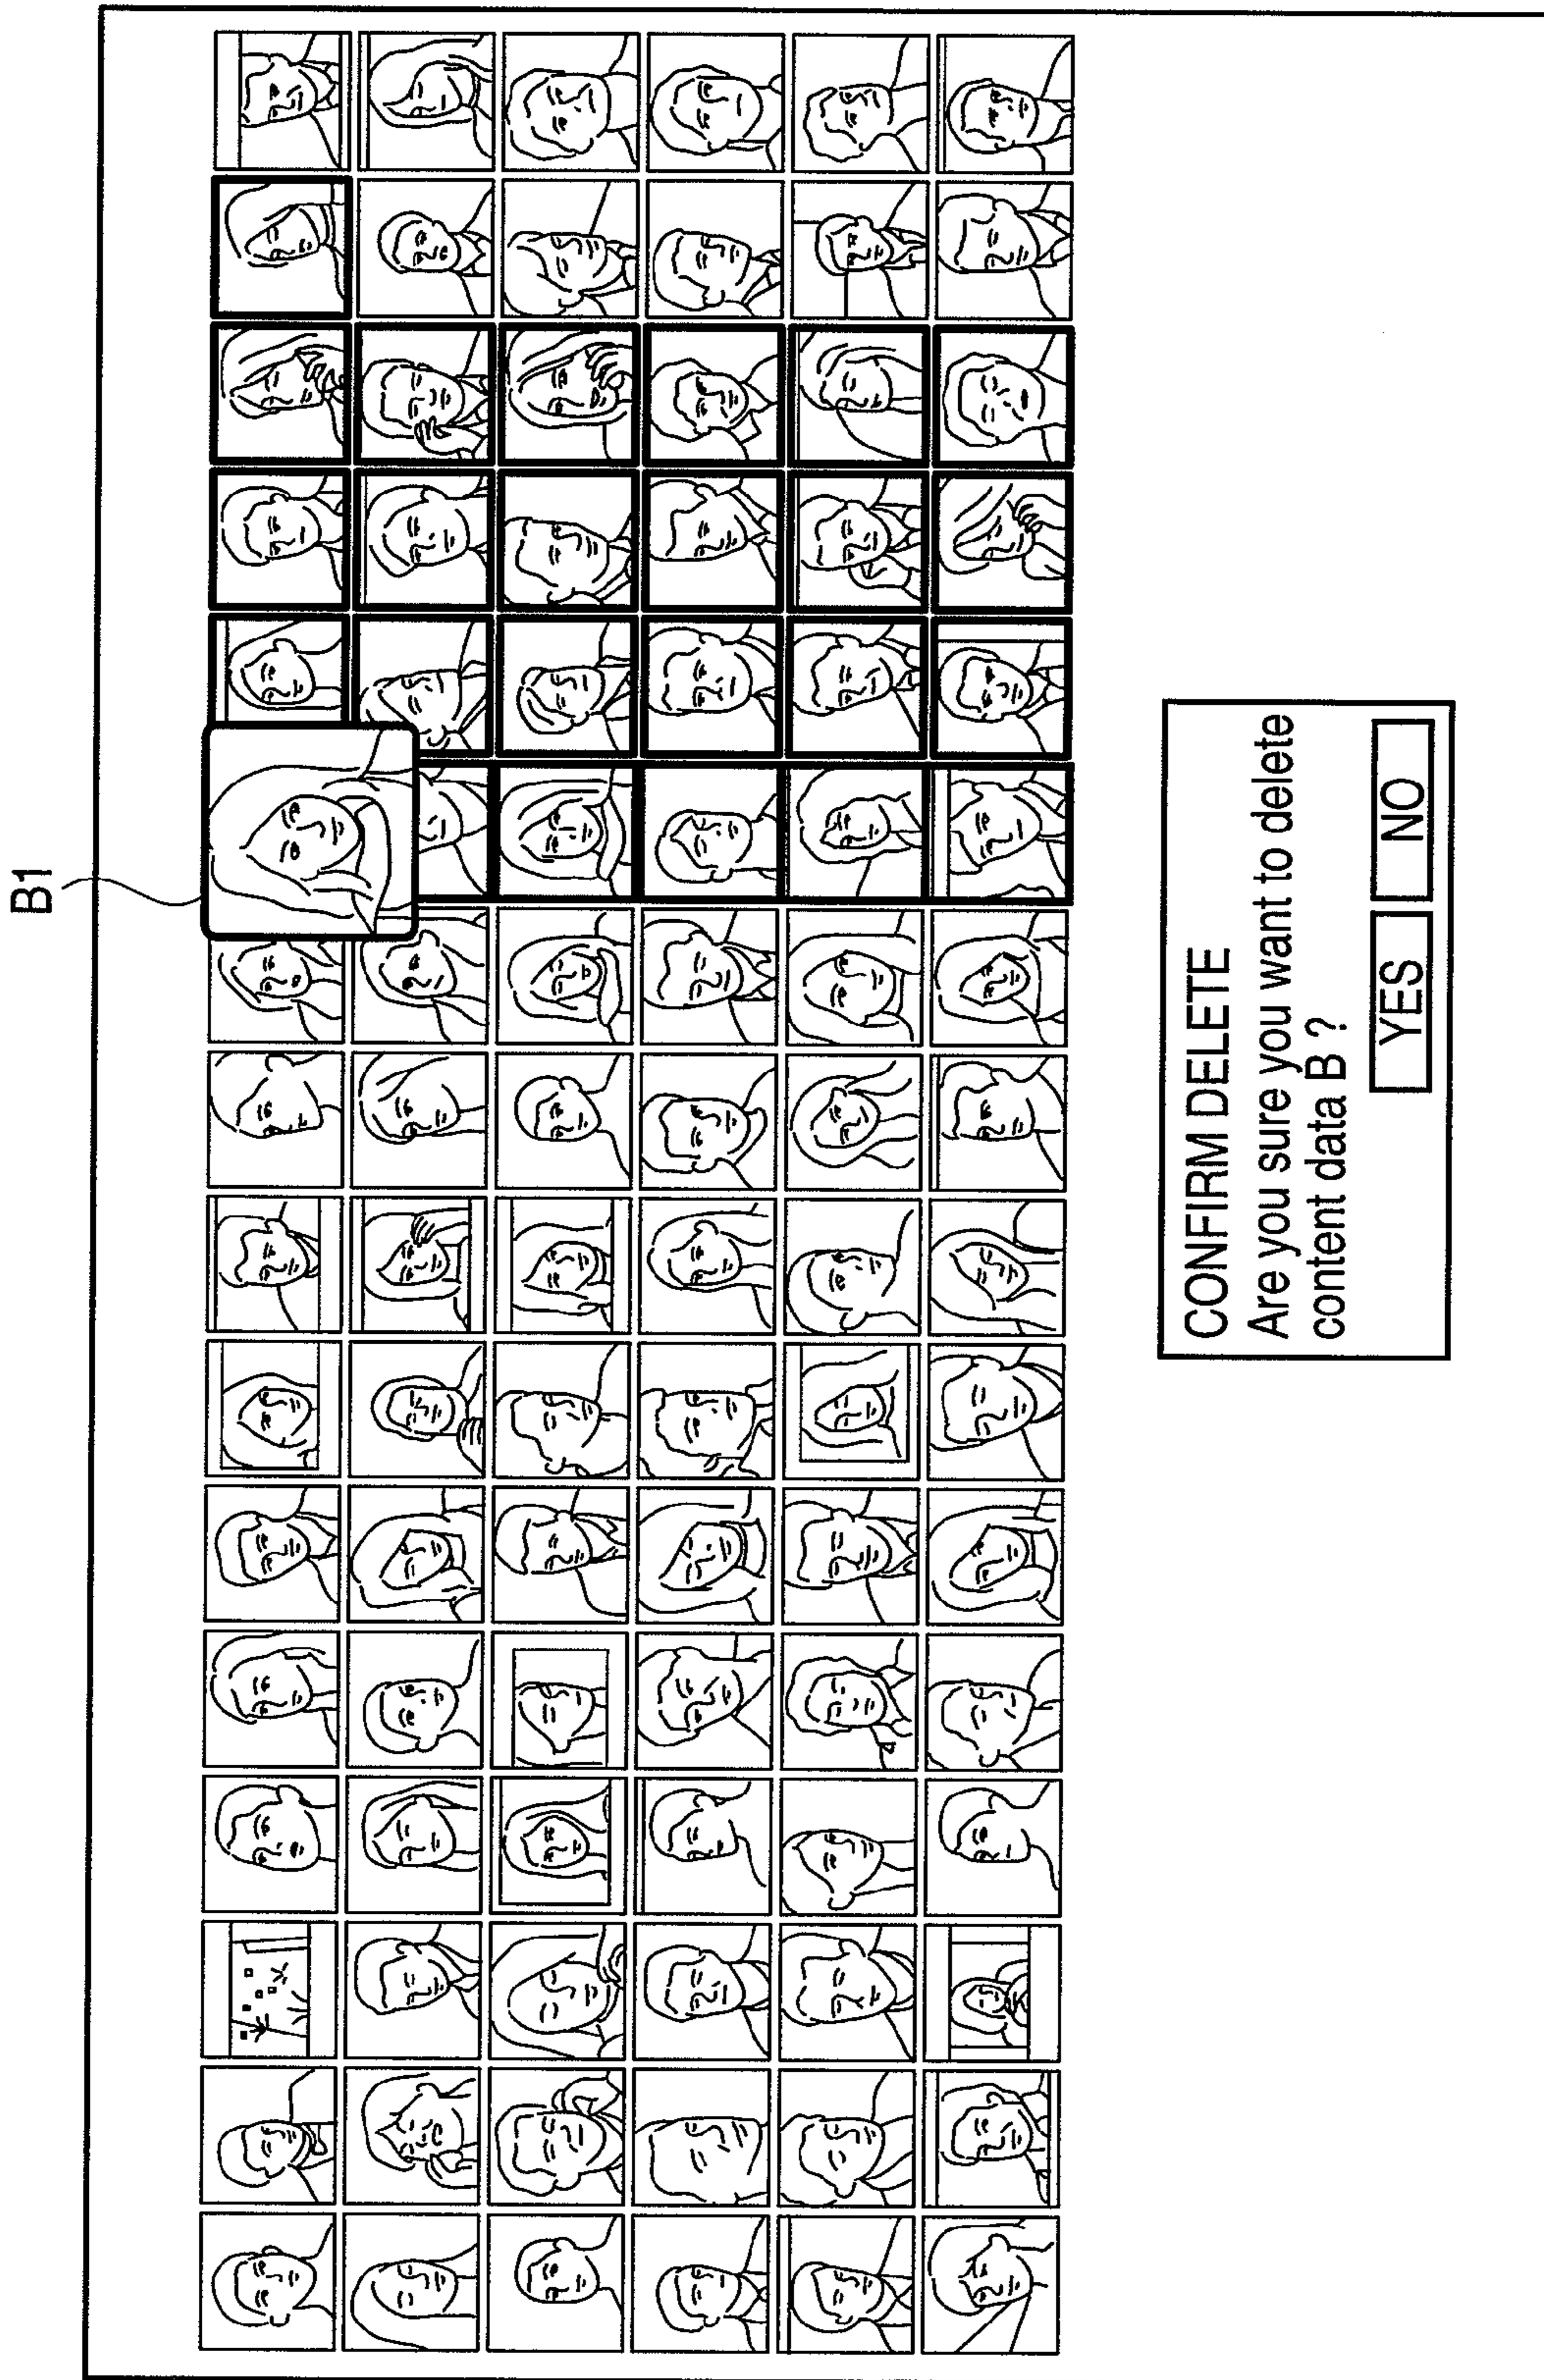 B1
CONFIRM DELETE
Are you sure you want to delete
content data B ?
YES NO